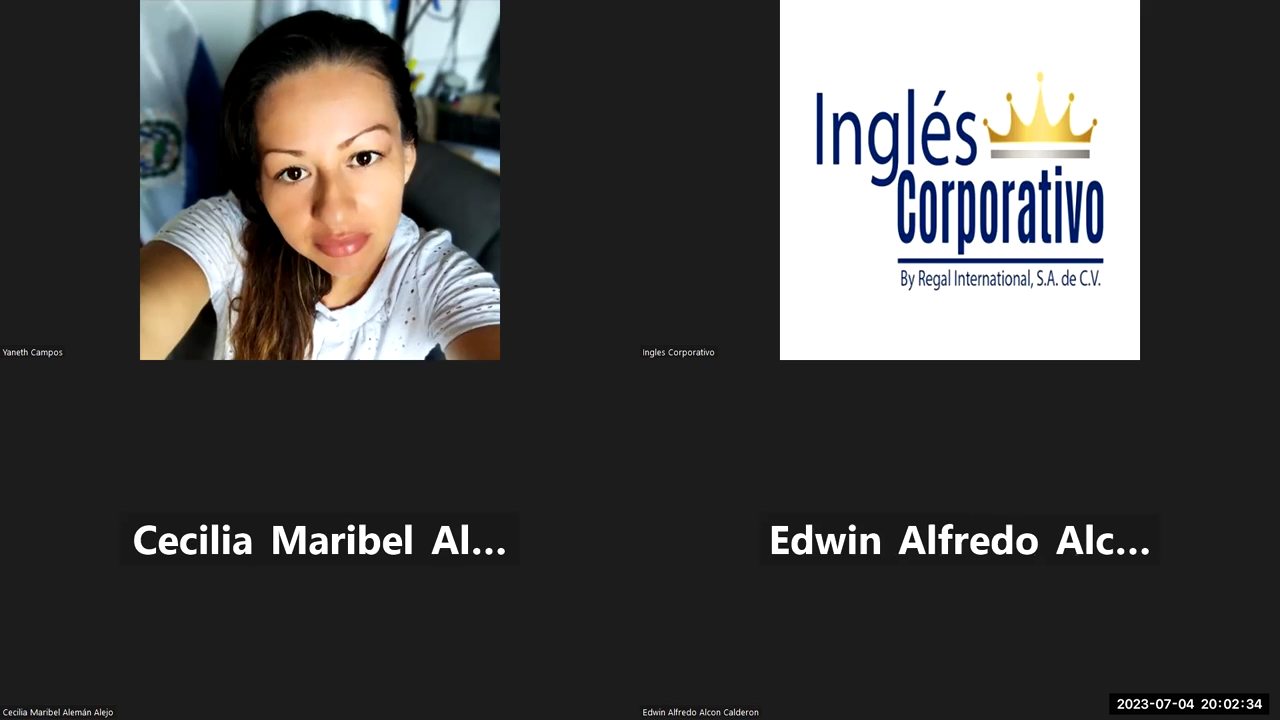 Yaneth Campos
Inglés
Corporativo
By Regal International, S.A. de C.V.
Ingles Corporativo
Cecilia Maribel Al...
Edwin Alfredo Alc...
Cecilia Maribel Alemán Alejo
Edwin Alfredo Alcon Calderon
2023-07-04 20:02:34